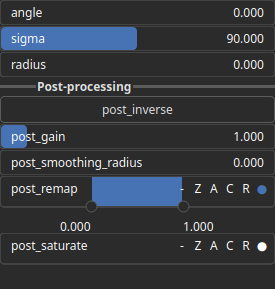 angle 0.000
sigma 90.000
radius 0.000
Post-processing
post_inverse
post_gain 1.000
post_smoothing_radius 0.000
post_remap - Z A C R
0.000 1.000
post_saturate - Z A C R